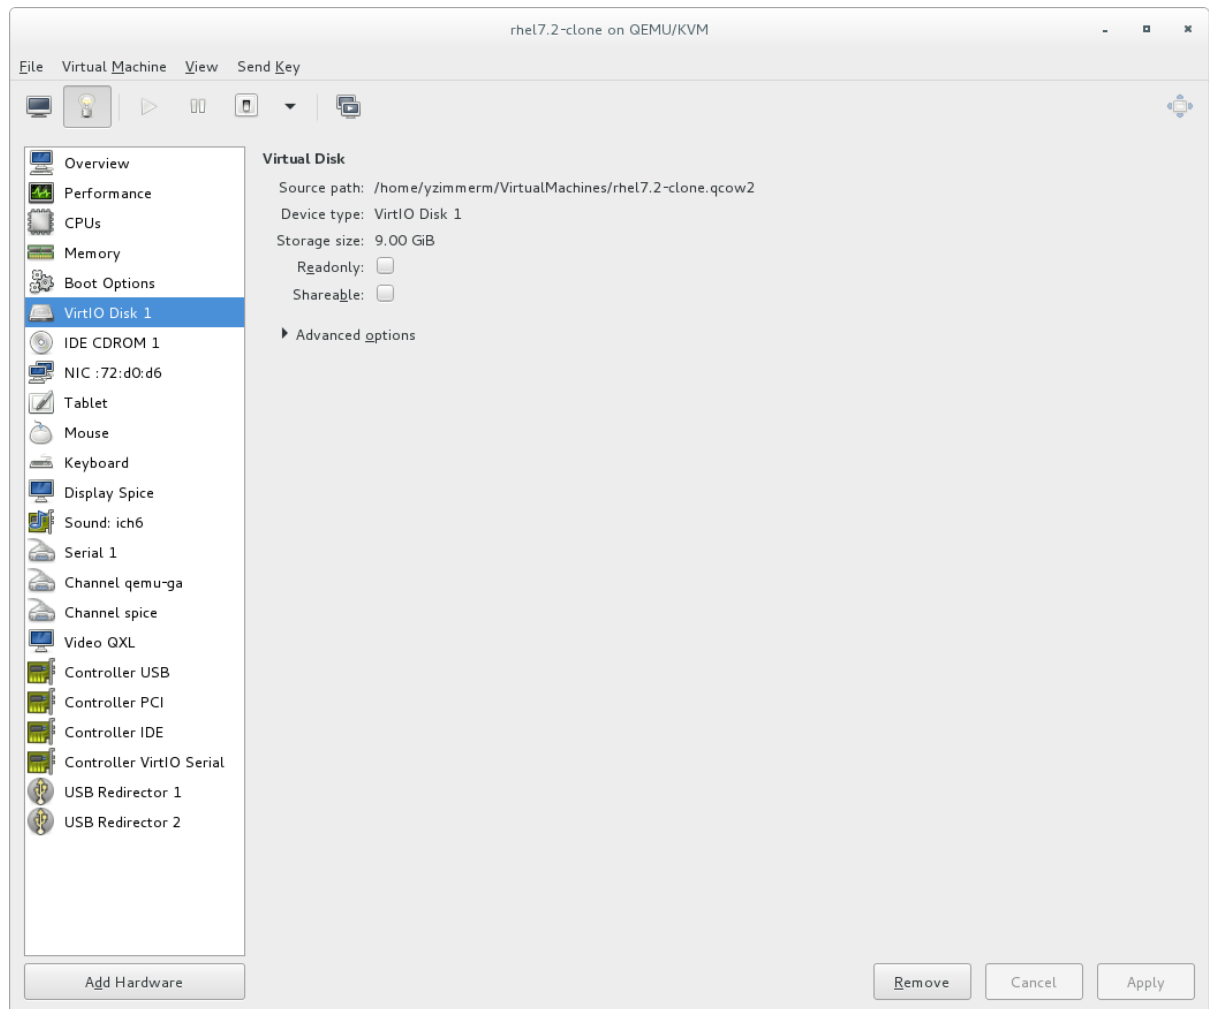 rhel7.2-clone on QEMU/KVM
File Virtual Machine View Send Key
Overview
Performance
CPUs
Memory
Boot Options
VirtIO Disk 1
IDE CDROM 1
NIC :72:d0:d6
Tablet
Mouse
Keyboard
Display Spice
Sound: ich6
Serial 1
Channel qemu-ga
Channel spice
Video QXL
Controller USB
Controller PCI
Controller IDE
Controller VirtIO Serial
USB Redirector 1
USB Redirector 2
Add Hardware
Virtual Disk
Source path: /home/yzimmerm/VirtualMachines/rhel7.2-clone.qcow2
Device type: VirtIO Disk 1
Storage size: 9.00 GiB
Readonly:
Shareable:
Advanced options
Remove Cancel Apply